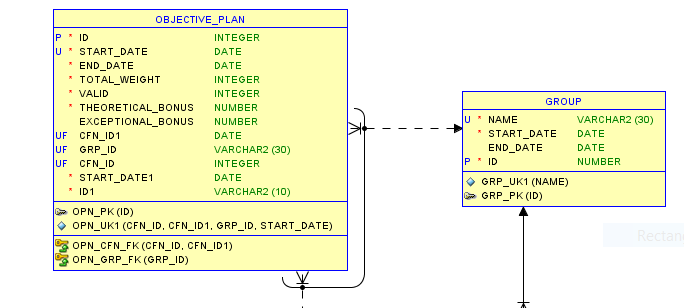 OBJECTIVE_PLAN
P * ID INTEGER
U * START_DATE DATE
* END_DATE DATE
* TOTAL_WEIGHT INTEGER
* VALID INTEGER
* THEORETICAL_BONUS NUMBER
EXCEPTIONAL_BONUS NUMBER
UF CFN_ID1 DATE
UF GRP_ID VARCHAR2 (30)
UF CFN_ID INTEGER
* START_DATE1 DATE
* ID1 VARCHAR2 (10)
OPN_PK (ID)
OPN_UK1 (CFN_ID, CFN_ID1, GRP_ID, START_DATE)
OPN_CFN_FK (CFN_ID, CFN_ID1)
OPN_GRP_FK (GRP_ID)
GROUP
U * NAME VARCHAR2 (30)
* START_DATE DATE
END_DATE DATE
P * ID NUMBER
GRP_UK1 (NAME)
GRP_PK (ID)
Rectan